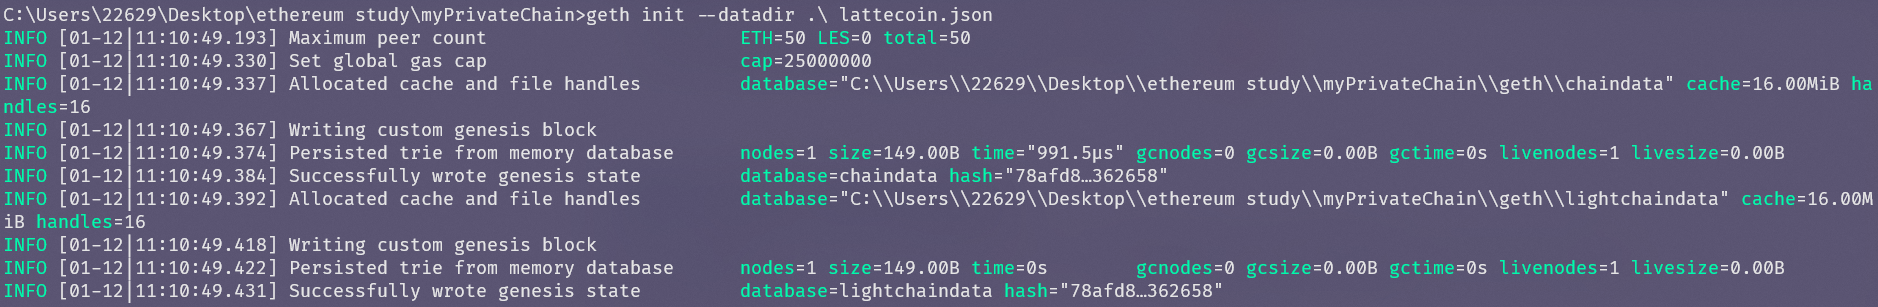 C:\Users\22629\Desktop\ethereum study\myPrivateChain>geth init --datadir .\ lattecoin.json
INFO [01-12|11:10:49.193] Maximum peer count                       ETH=50 LES=0 total=50
INFO [01-12|11:10:49.330] Set global gas cap                       cap=25000000
INFO [01-12|11:10:49.337] Allocated cache and file handles         database="C:\\Users\\22629\\Desktop\\ethereum study\\myPrivateChain\\geth\\chaindata" cache=16.00MiB ha
ndles=16
INFO [01-12|11:10:49.367] Writing custom genesis block
INFO [01-12|11:10:49.374] Persisted trie from memory database      nodes=1 size=149.00B time="991.5µs" gcnodes=0 gcsize=0.00B gctime=0s livenodes=1 livesize=0.00B
INFO [01-12|11:10:49.384] Successfully wrote genesis state         database=chaindata hash="78afd8…362658"
INFO [01-12|11:10:49.392] Allocated cache and file handles         database="C:\\Users\\22629\\Desktop\\ethereum study\\myPrivateChain\\geth\\lightchaindata" cache=16.00M
iB handles=16
INFO [01-12|11:10:49.418] Writing custom genesis block
INFO [01-12|11:10:49.422] Persisted trie from memory database      nodes=1 size=149.00B time=0s        gcnodes=0 gcsize=0.00B gctime=0s livenodes=1 livesize=0.00B
INFO [01-12|11:10:49.431] Successfully wrote genesis state         database=lightchaindata hash="78afd8…362658"